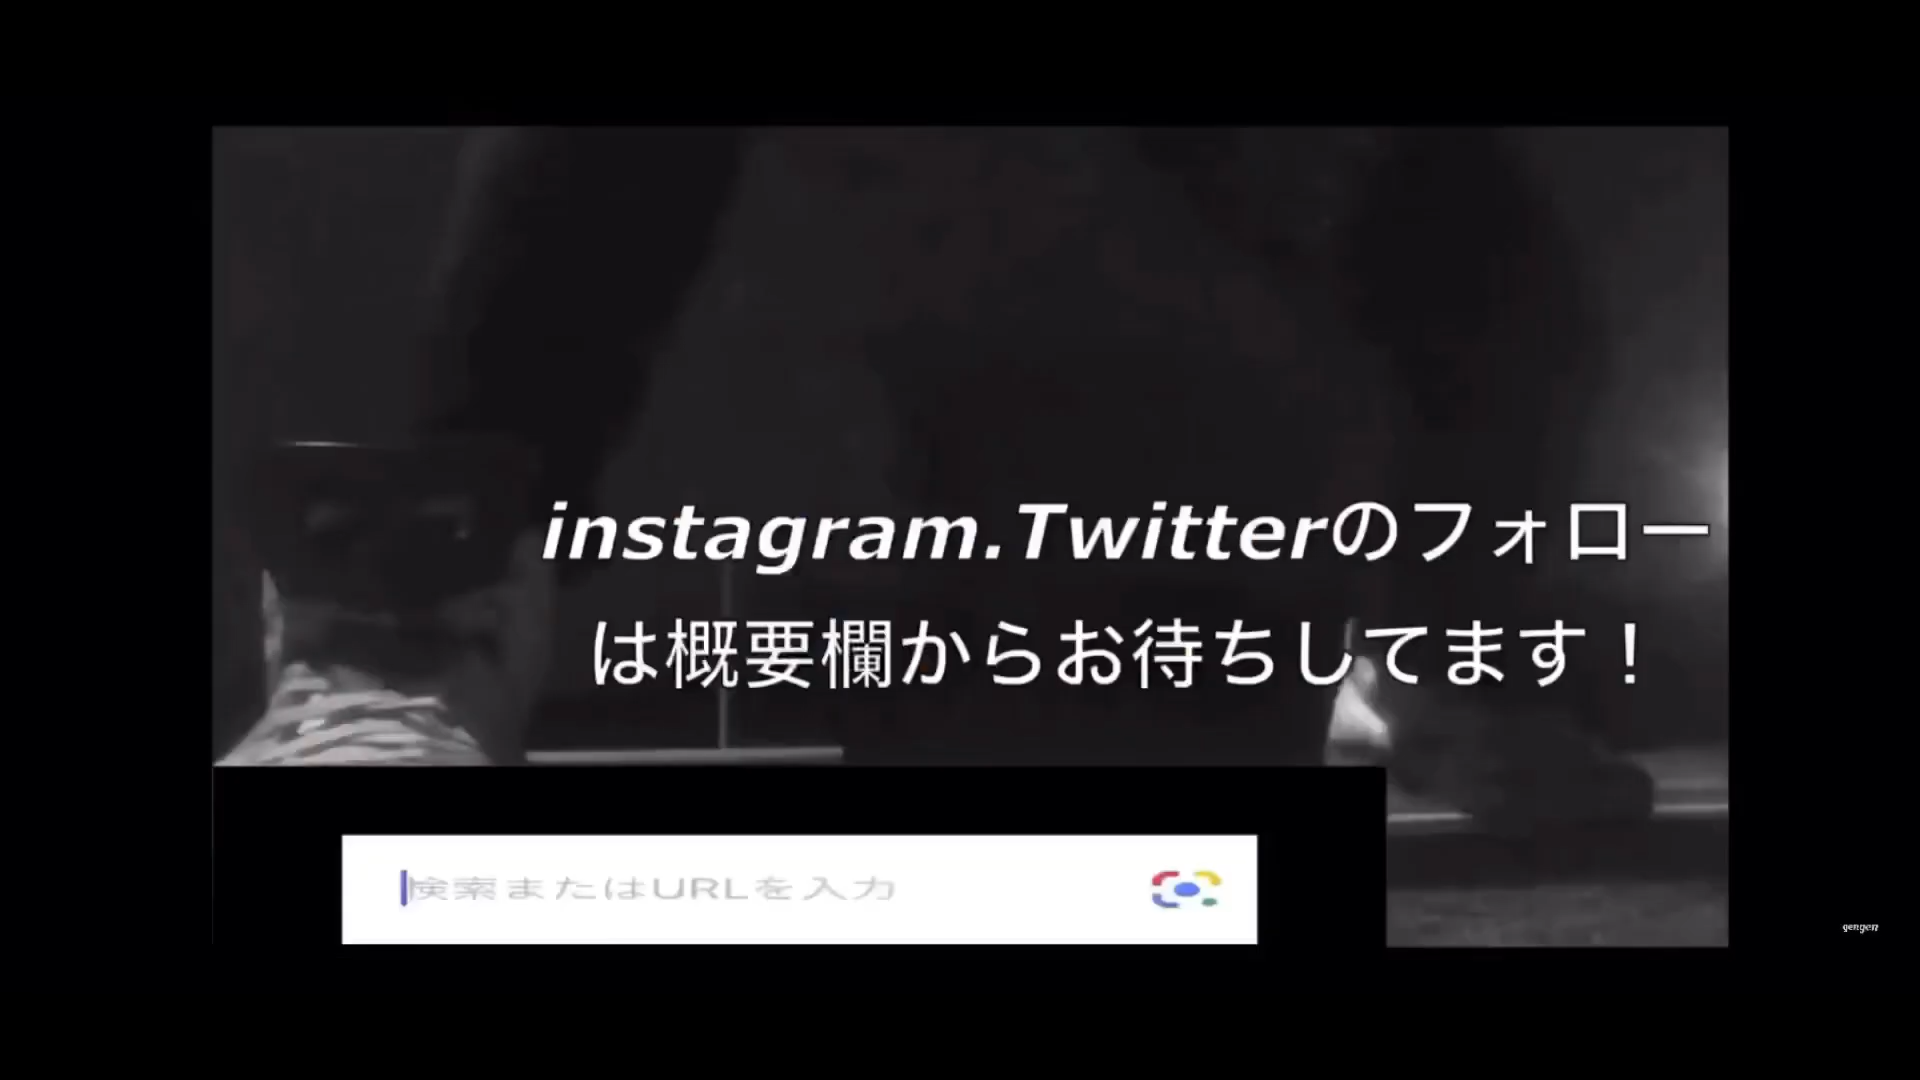 instagram.Twitterのフォロー
は概要欄からお待ちしてます！
検索またはURLを入力
gengen